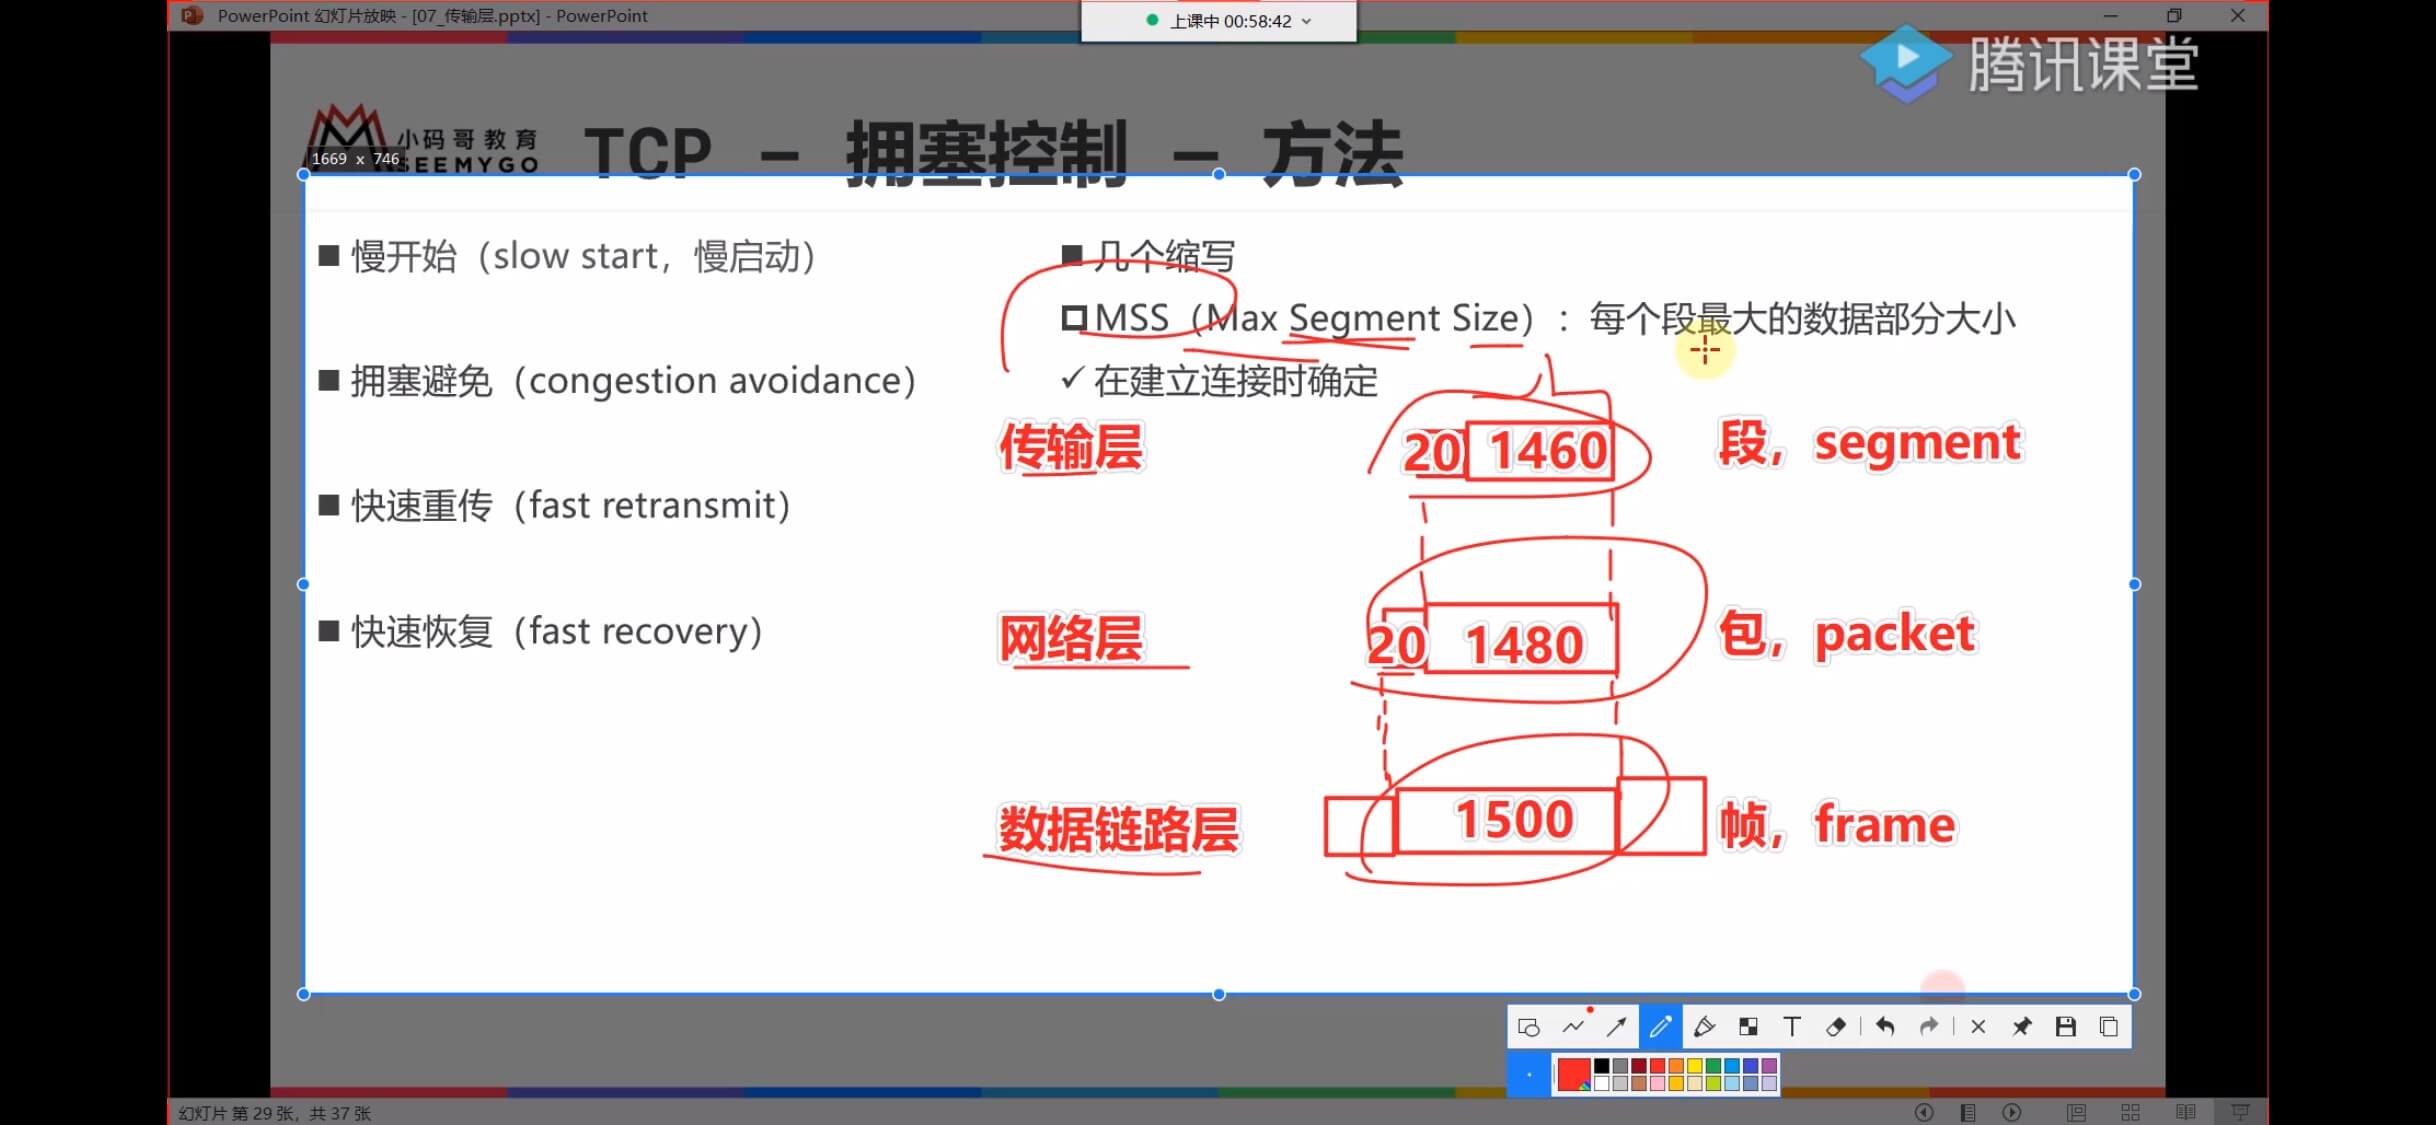 PowerPoint 幻灯片放映 - [07_传输层.pptx] - PowerPoint
上课中 00:58:42
腾讯课堂
小码哥教育
SEEMYGO
1669 x 746
TCP - 拥塞控制 - 方法
慢开始（slow start，慢启动）
拥塞避免（congestion avoidance）
快速重传（fast retransmit）
快速恢复（fast recovery）
几个缩写
MSS（Max Segment Size）：每个段最大的数据部分大小
✓ 在建立连接时确定
传输层 20 1460 段，segment
网络层 20 1480 包，packet
数据链路层 1500 帧，frame
幻灯片 第 29 张，共 37 张